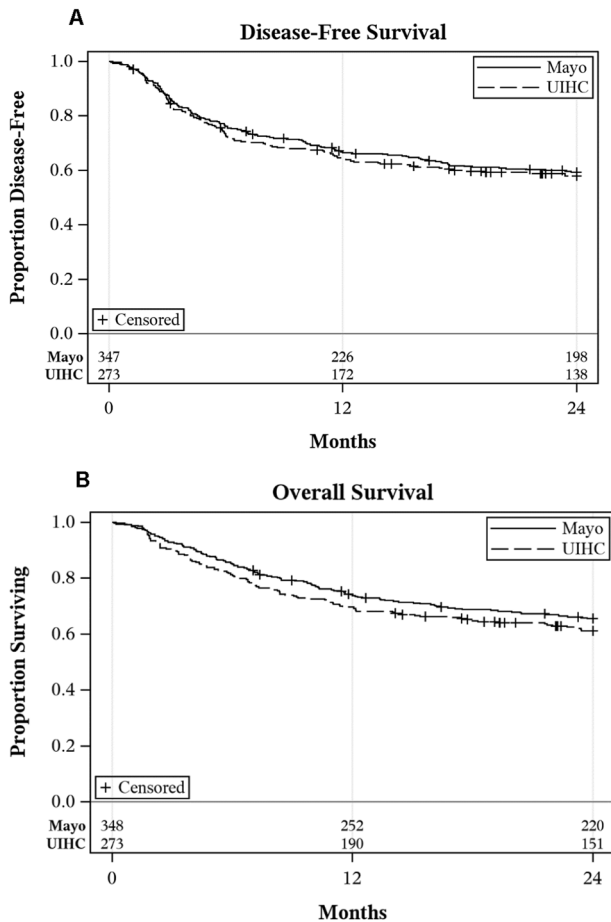 A
Disease-Free Survival
Mayo
UIHC
1.0
0.8
0.6
0.4
0.2
0.0
Proportion Disease-Free
+ Censored
Mayo 347 226 198
UIHC 273 172 138
0 12 24
Months
B
Overall Survival
Mayo
UIHC
1.0
0.8
0.6
0.4
0.2
0.0
Proportion Surviving
+ Censored
Mayo 348 252 220
UIHC 273 190 151
0 12 24
Months